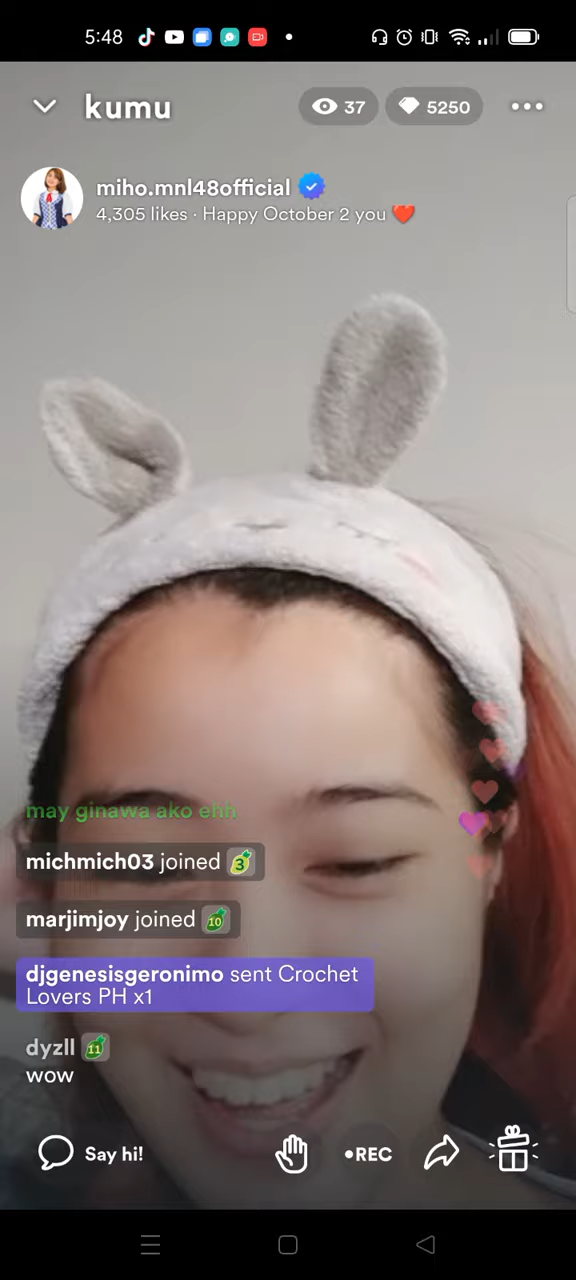 5:48
kumu
37
5250
miho.mnl48official
4,305 likes · Happy October 2 you ❤️
may ginawa ako ehh
michmich03 joined 3
marjimjoy joined 10
djgenesisgeronimo sent Crochet
Lovers PH x1
dyzll 11
wow
Say hi!
•REC